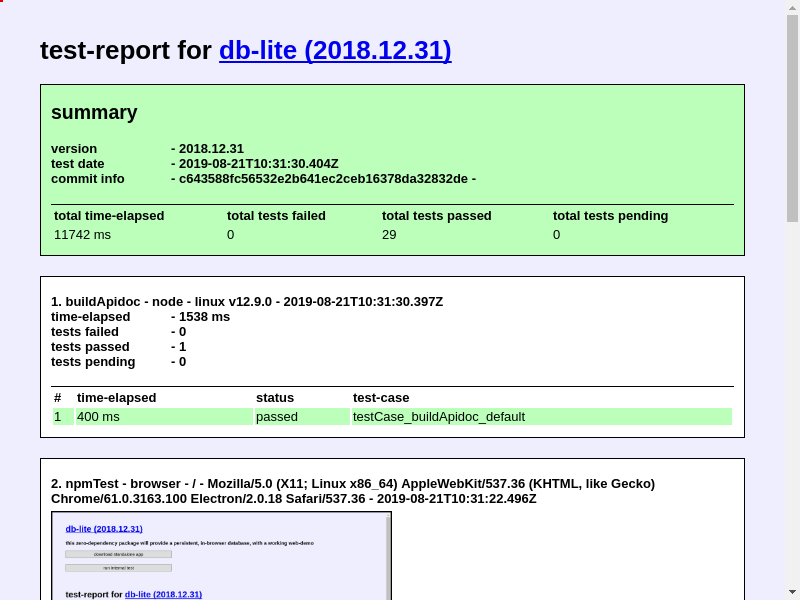 test-report for db-lite (2018.12.31)
summary
version - 2018.12.31
test date - 2019-08-21T10:31:30.404Z
commit info - c643588fc56532e2b641ec2ceb16378da32832de -
total time-elapsed total tests failed total tests passed total tests pending
11742 ms 0 29 0
1. buildApidoc - node - linux v12.9.0 - 2019-08-21T10:31:30.397Z
time-elapsed - 1538 ms
tests failed - 0
tests passed - 1
tests pending - 0
# time-elapsed status test-case
1 400 ms passed testCase_buildApidoc_default
2. npmTest - browser - / - Mozilla/5.0 (X11; Linux x86_64) AppleWebKit/537.36 (KHTML, like Gecko)
Chrome/61.0.3163.100 Electron/2.0.18 Safari/537.36 - 2019-08-21T10:31:22.496Z
db-lite (2018.12.31)
this zero-dependency package will provide a persistent, in-browser database, with a working web-demo
download standalone app
run internal test
test-report for db-lite (2018.12.31)